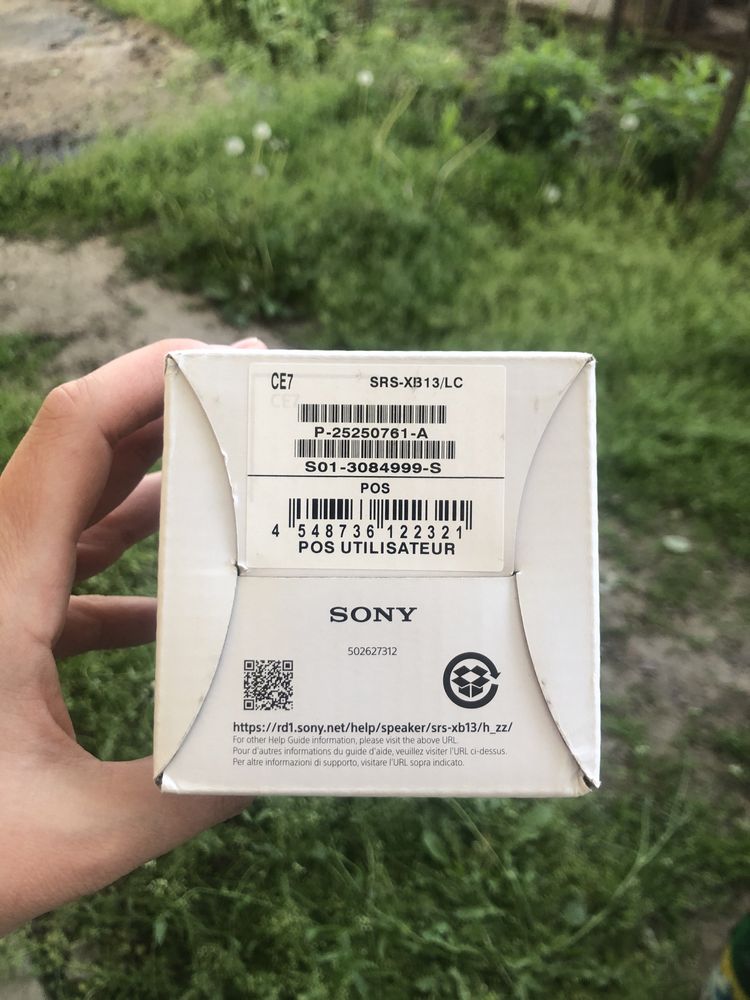 CE7 SRS-XB13/LC
P-25250761-A
S01-3084999-S
POS
4 548736 122321
POS UTILISATEUR
SONY
502627312
https://rd1.sony.net/help/speaker/srs-xb13/h_zz/
For other Help Guide information, please visit the above URL.
Pour d'autres informations du guide d'aide, veuillez visiter l'URL ci-dessus.
Per altre informazioni di supporto, visitare l'URL sopra indicato.